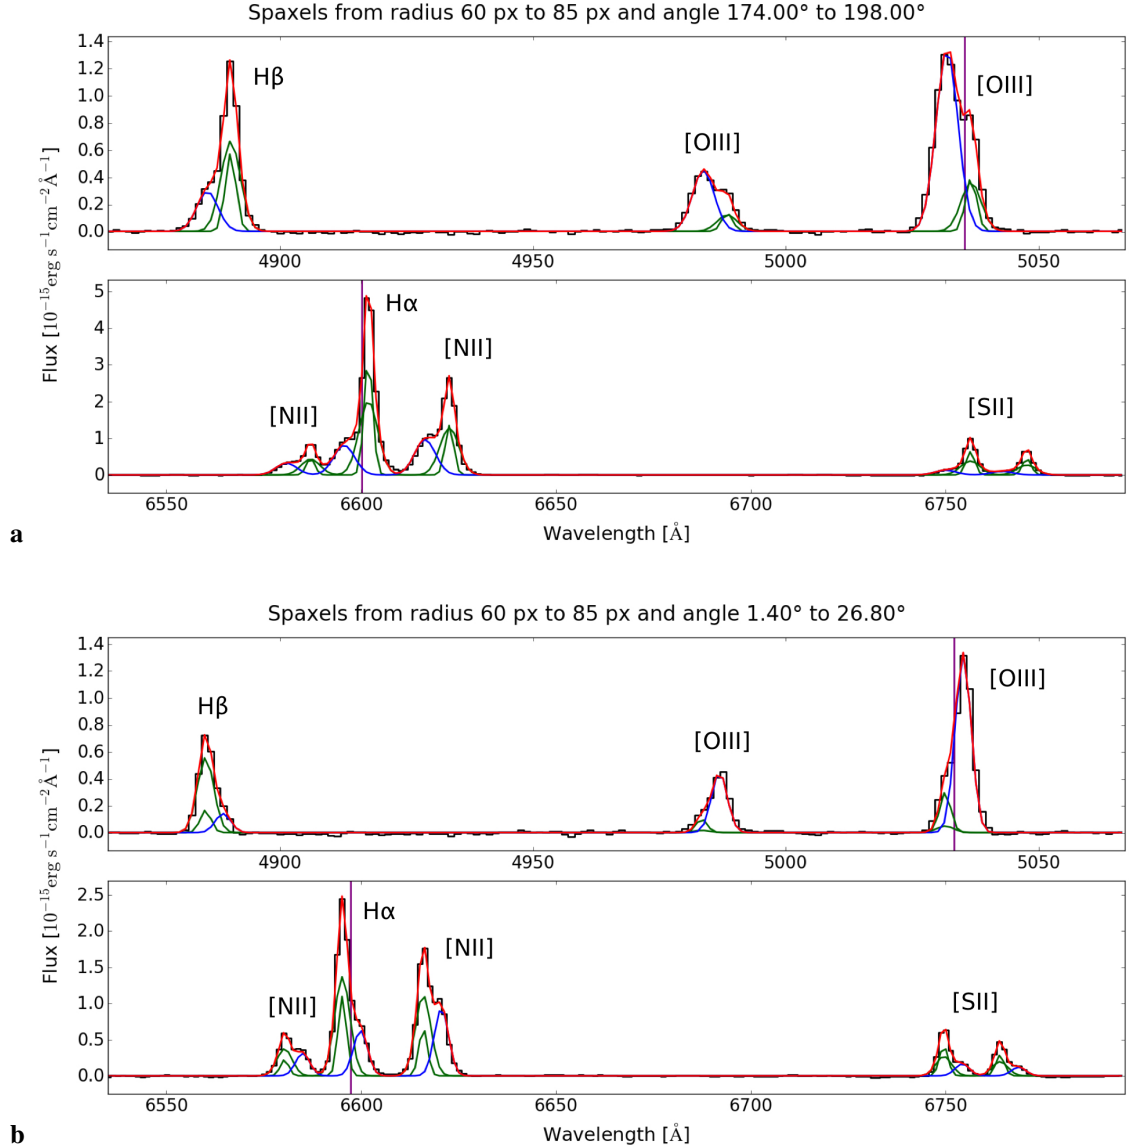 Spaxels from radius 60 px to 85 px and angle 174.00° to 198.00°
1.4
1.2
1.0
0.8
0.6
0.4
0.2
0.0
Hβ
[OIII]
[OIII]
4900 4950 5000 5050
5
4
3
2
1
0
[NII]
Hα
[NII]
[SII]
6550 6600 6650 6700 6750
Flux [10⁻¹⁵erg s⁻¹cm⁻²Å⁻¹]
Wavelength [Å]
a
Spaxels from radius 60 px to 85 px and angle 1.40° to 26.80°
1.4
1.2
1.0
0.8
0.6
0.4
0.2
0.0
Hβ
[OIII]
[OIII]
4900 4950 5000 5050
2.5
2.0
1.5
1.0
0.5
0.0
[NII]
Hα
[NII]
[SII]
6550 6600 6650 6700 6750
Flux [10⁻¹⁵erg s⁻¹cm⁻²Å⁻¹]
Wavelength [Å]
b